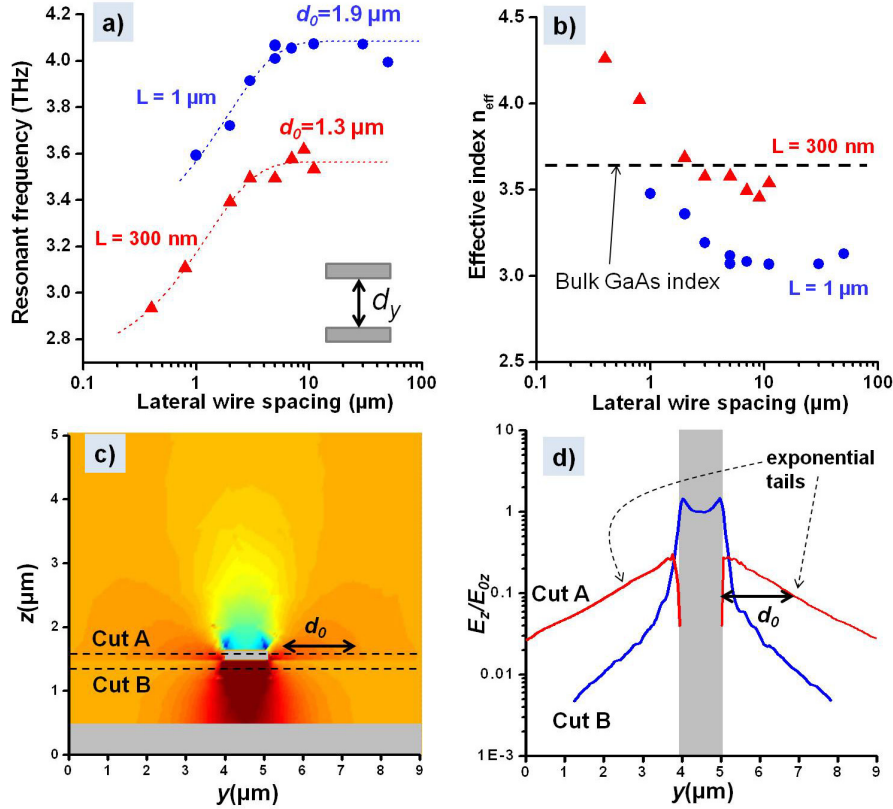 a)
d₀=1.9 µm
L = 1 µm
d₀=1.3 µm
L = 300 nm
d_y
Resonant frequency (THz)
4.2
4.0
3.8
3.6
3.4
3.2
3.0
2.8
0.1 1 10 100
Lateral wire spacing (µm)
b)
L = 300 nm
Bulk GaAs index
L = 1 µm
Effective index n_eff
4.5
4.0
3.5
3.0
2.5
0.1 1 10 100
Lateral wire spacing (µm)
c)
d₀
Cut A
Cut B
z(µm)
5
4
3
2
1
0
0 1 2 3 4 5 6 7 8 9
y(µm)
d)
exponential
tails
Cut A
d₀
Cut B
E_z/E_0z
10
1
0.1
0.01
1E-3
0 1 2 3 4 5 6 7 8 9
y(µm)